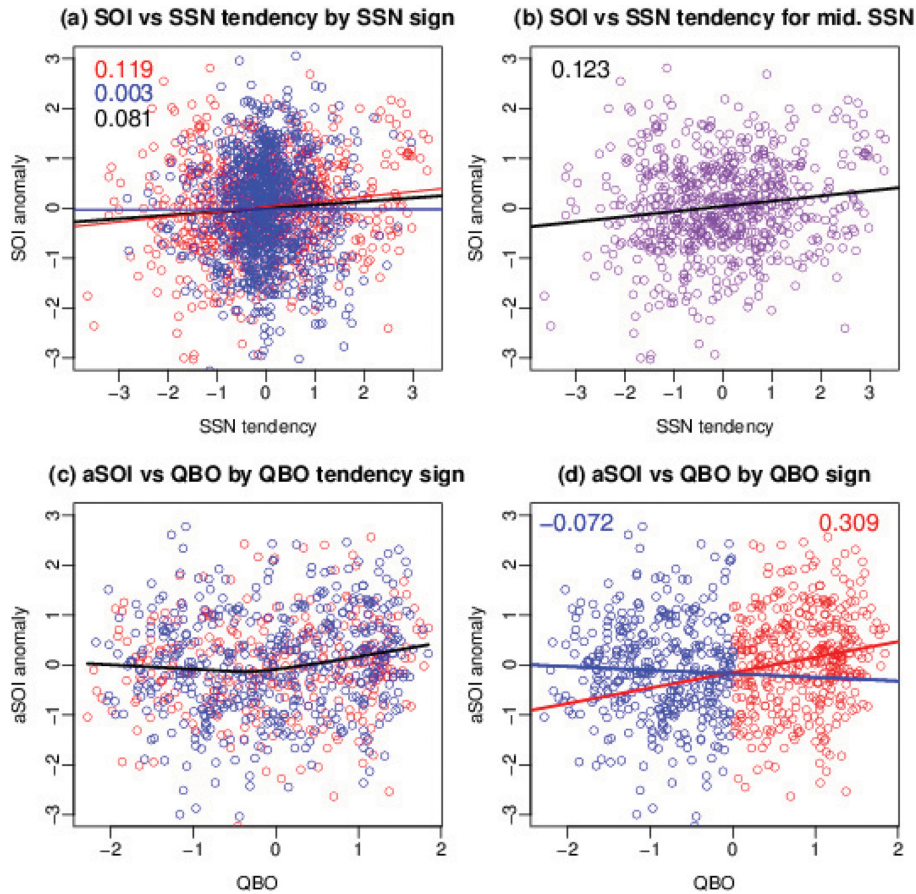 (a) SOI vs SSN tendency by SSN sign
(b) SOI vs SSN tendency for mid. SSN
0.119
0.003
0.081
SOI anomaly
3
2
1
0
−1
−2
−3
−3 −2 −1 0 1 2 3
SSN tendency
0.123
SOI anomaly
3
2
1
0
−1
−2
−3
−3 −2 −1 0 1 2 3
SSN tendency
(c) aSOI vs QBO by QBO tendency sign
(d) aSOI vs QBO by QBO sign
aSOI anomaly
3
2
1
0
−1
−2
−3
−2 −1 0 1 2
QBO
−0.072 0.309
aSOI anomaly
3
2
1
0
−1
−2
−3
−2 −1 0 1 2
QBO